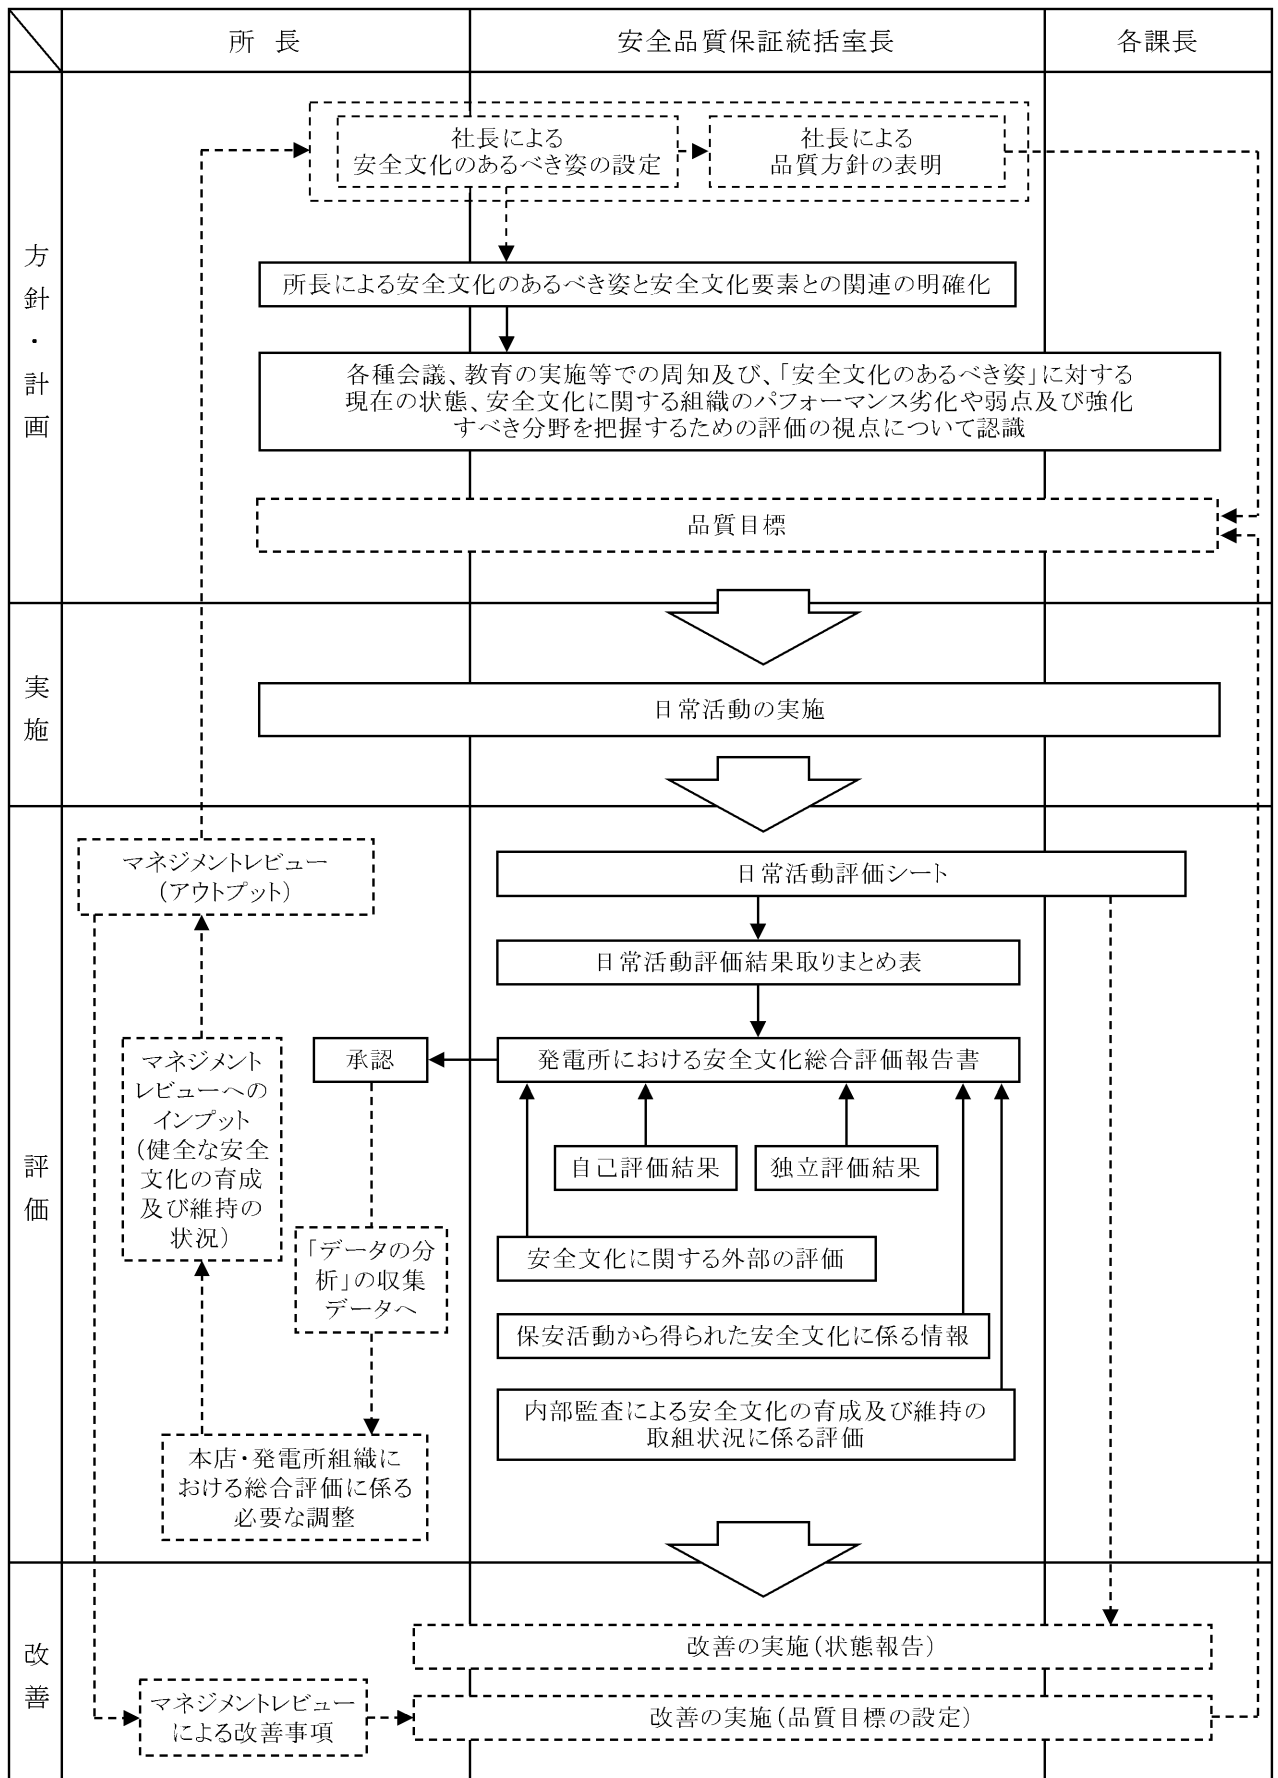 所 長
安全品質保証統括室長
各課長
方針・計画
社長による
安全文化のあるべき姿の設定
社長による
品質方針の表明
所長による安全文化のあるべき姿と安全文化要素との関連の明確化
各種会議、教育の実施等での周知及び、「安全文化のあるべき姿」に対する
現在の状態、安全文化に関する組織のパフォーマンス劣化や弱点及び強化
すべき分野を把握するための評価の視点について認識
品質目標
実施
日常活動の実施
評価
マネジメントレビュー
（アウトプット）
日常活動評価シート
日常活動評価結果取りまとめ表
マネジメント
レビューへの
インプット
（健全な安全
文化の育成
及び維持の
状況）
承認
発電所における安全文化総合評価報告書
自己評価結果
独立評価結果
「データの分
析」の収集
データへ
安全文化に関する外部の評価
保安活動から得られた安全文化に係る情報
内部監査による安全文化の育成及び維持の
取組状況に係る評価
本店・発電所組織に
おける総合評価に係る
必要な調整
改善
改善の実施（状態報告）
マネジメントレビュー
による改善事項
改善の実施（品質目標の設定）